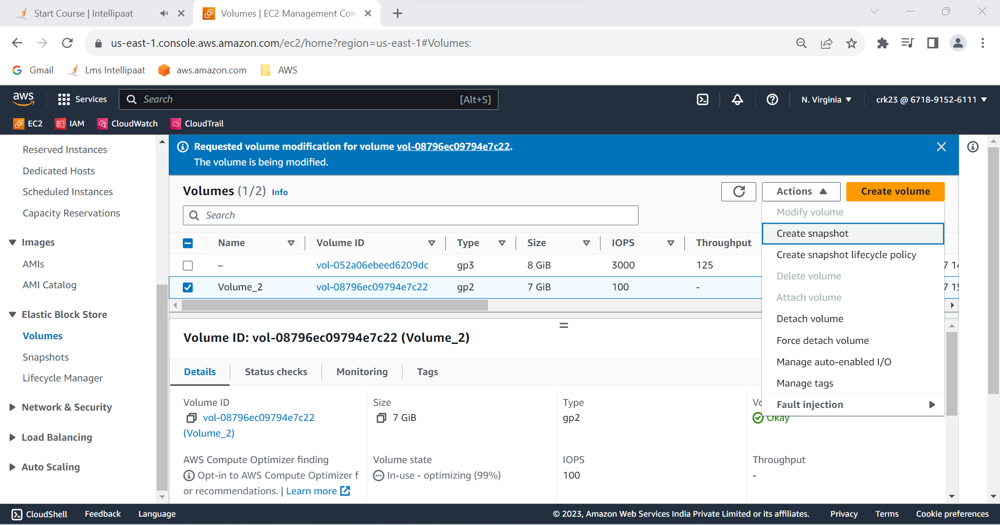 Start Course | Intellipaat
Volumes | EC2 Management Con
us-east-1.console.aws.amazon.com/ec2/home?region=us-east-1#Volumes:
Gmail
Lms Intellipaat
aws.amazon.com
AWS
aws
Services
Search
[Alt+S]
N. Virginia
crk23 @ 6718-9152-6111
EC2
IAM
CloudWatch
CloudTrail
Reserved Instances
Dedicated Hosts
Scheduled Instances
Capacity Reservations
Images
AMIs
AMI Catalog
Elastic Block Store
Volumes
Snapshots
Lifecycle Manager
Network & Security
Load Balancing
Auto Scaling
Requested volume modification for volume vol-08796ec09794e7c22.
The volume is being modified.
Volumes (1/2) Info
Actions
Create volume
Search
Name Volume ID Type Size IOPS Throughput
– vol-052a06ebeed6209dc gp3 8 GiB 3000 125 7 14
Volume_2 vol-08796ec09794e7c22 gp2 7 GiB 100 - 7 15
Modify volume
Create snapshot
Create snapshot lifecycle policy
Delete volume
Attach volume
Detach volume
Force detach volume
Manage auto-enabled I/O
Manage tags
Fault injection
Volume ID: vol-08796ec09794e7c22 (Volume_2)
Details
Status checks
Monitoring
Tags
Volume ID
vol-08796ec09794e7c22
(Volume_2)
Size
7 GiB
Type
gp2
Okay
AWS Compute Optimizer finding
Opt-in to AWS Compute Optimizer f
or recommendations. | Learn more
Volume state
In-use - optimizing (99%)
IOPS
100
Throughput
-
CloudShell
Feedback
Language
© 2023, Amazon Web Services India Private Limited or its affiliates.
Privacy
Terms
Cookie preferences